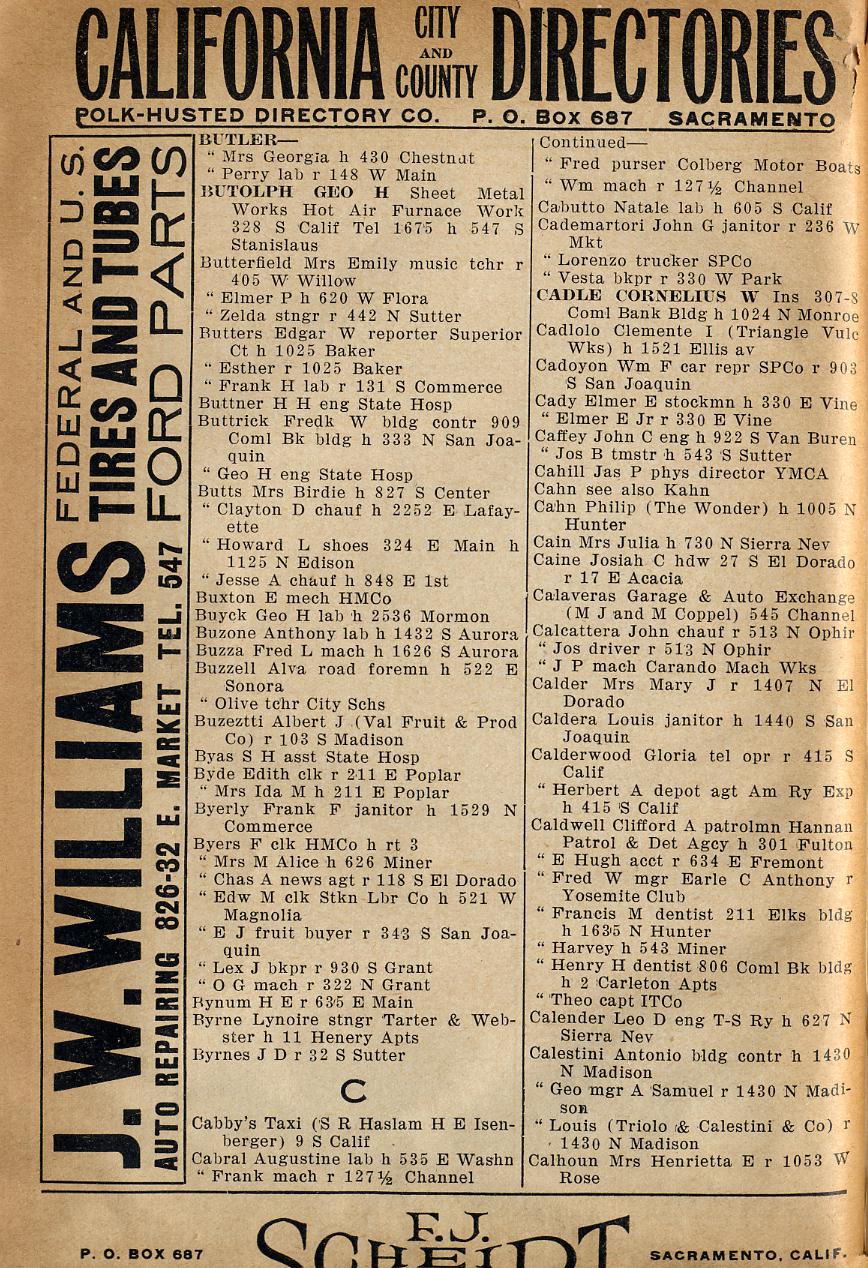 CALIFORNIA CITY AND COUNTY DIRECTORIES
POLK-HUSTED DIRECTORY CO. P. O. BOX 687 SACRAMENTO
J. W. WILLIAMS FEDERAL AND U. S.
TIRES AND TUBES
FORD PARTS
AUTO REPAIRING 826-32 E. MARKET TEL. 547
BUTLER—
" Mrs Georgia h 430 Chestnut
" Perry lab r 148 W Main
BUTOLPH GEO H Sheet Metal
Works Hot Air Furnace Work
328 S Calif Tel 1675 h 547 S
Stanislaus
Butterfield Mrs Emily music tchr r
405 W Willow
" Elmer P h 620 W Flora
" Zelda stngr r 442 N Sutter
Butters Edgar W reporter Superior
Ct h 1025 Baker
" Esther r 1025 Baker
" Frank H lab r 131 S Commerce
Buttner H H eng State Hosp
Buttrick Fredk W bldg contr 909
Coml Bk bldg h 333 N San Joa-
quin
" Geo H eng State Hosp
Butts Mrs Birdie h 827 S Center
" Clayton D chauf h 2252 E Lafay-
ette
" Howard L shoes 324 E Main h
1125 N Edison
" Jesse A chauf h 848 E 1st
Buxton E mech HMCo
Buyck Geo H lab h 2536 Mormon
Buzone Anthony lab h 1432 S Aurora
Buzza Fred L mach h 1626 S Aurora
Buzzell Alva road foremn h 522 E
Sonora
" Olive tchr City Schs
Buzeztti Albert J (Val Fruit & Prod
Co) r 103 S Madison
Byas S H asst State Hosp
Byde Edith clk r 211 E Poplar
" Mrs Ida M h 211 E Poplar
Byerly Frank F janitor h 1529 N
Commerce
Byers F clk HMCo h rt 3
" Mrs M Alice h 626 Miner
" Chas A news agt r 118 S El Dorado
" Edw M clk Stkn Lbr Co h 521 W
Magnolia
" E J fruit buyer r 343 S San Joa-
quin
" Lex J bkpr r 930 S Grant
" O G mach r 322 N Grant
Bynum H E r 635 E Main
Byrne Lynoire stngr Tarter & Web-
ster h 11 Henery Apts
Byrnes J D r 32 S Sutter
C
Cabby's Taxi (S R Haslam H E Isen-
berger) 9 S Calif
Cabral Augustine lab h 535 E Washn
" Frank mach r 127½ Channel
Continued—
" Fred purser Colberg Motor Boats
" Wm mach r 127½ Channel
Cabutto Natale lab h 605 S Calif
Cademartori John G janitor r 236 W
Mkt
" Lorenzo trucker SPCo
" Vesta bkpr r 330 W Park
CADLE CORNELIUS W Ins 307-8
Coml Bank Bldg h 1024 N Monroe
Cadlolo Clemente I (Triangle Vulc
Wks) h 1521 Ellis av
Cadoyon Wm F car repr SPCo r 903
S San Joaquin
Cady Elmer E stockmn h 330 E Vine
" Elmer E Jr r 330 E Vine
Caffey John C eng h 922 S Van Buren
" Jos B tmstr h 543 S Sutter
Cahill Jas P phys director YMCA
Cahn see also Kahn
Cahn Philip (The Wonder) h 1005 N
Hunter
Cain Mrs Julia h 730 N Sierra Nev
Caine Josiah C hdw 27 S El Dorado
r 17 E Acacia
Calaveras Garage & Auto Exchange
(M J and M Coppel) 545 Channel
Calcattera John chauf r 513 N Ophir
" Jos driver r 513 N Ophir
" J P mach Carando Mach Wks
Calder Mrs Mary J r 1407 N El
Dorado
Caldera Louis janitor h 1440 S San
Joaquin
Calderwood Gloria tel opr r 415 S
Calif
" Herbert A depot agt Am Ry Exp
h 415 S Calif
Caldwell Clifford A patrolmn Hannan
Patrol & Det Agcy h 301 Fulton
" E Hugh acct r 634 E Fremont
" Fred W mgr Earle C Anthony r
Yosemite Club
" Francis M dentist 211 Elks bldg
h 1635 N Hunter
" Harvey h 543 Miner
" Henry H dentist 806 Coml Bk bldg
h 2 Carleton Apts
" Theo capt ITCo
Calender Leo D eng T-S Ry h 627 N
Sierra Nev
Calestini Antonio bldg contr h 1430
N Madison
" Geo mgr A Samuel r 1430 N Madi-
son
" Louis (Triolo & Calestini & Co) r
1430 N Madison
Calhoun Mrs Henrietta E r 1053 W
Rose
F. J.
SCHEIDT
P. O. BOX 687 SACRAMENTO, CALIF.